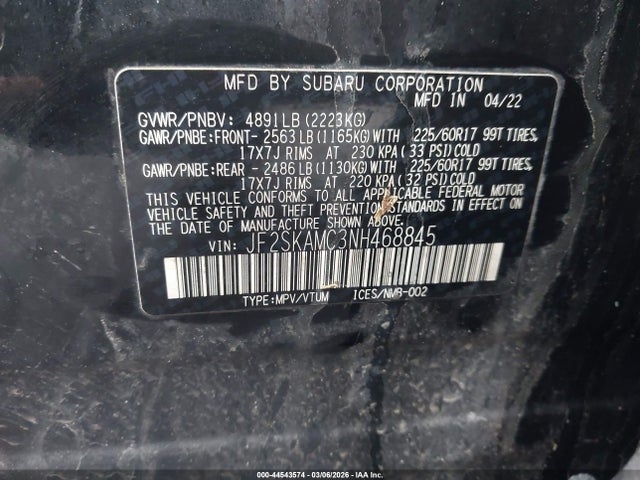 MFD BY SUBARU CORPORATION
MFD IN 04/22
GVWR/PNBV: 4891LB (2223KG)
GAWR/PNBE:FRONT- 2563LB(1165KG)WITH 225/60R17 99T TIRES,
17X7J RIMS AT 230 KPA(33 PSI)COLD
GAWR/PNBE:REAR - 2486LB(1130KG)WITH 225/60R17 99T TIRES,
17X7J RIMS AT 220 KPA(32 PSI)COLD
THIS VEHICLE CONFORMS TO ALL APPLICABLE FEDERAL MOTOR
VEHICLE SAFETY AND THEFT PREVENTION STANDARDS IN EFFECT ON
THE DATE OF MANUFACTURE SHOWN ABOVE.
VIN: JF2SKAMC3NH468845
TYPE:MPV/VTUM ICES/NMB-002
000-44543574 | 03/06/2026 | IAA Inc.